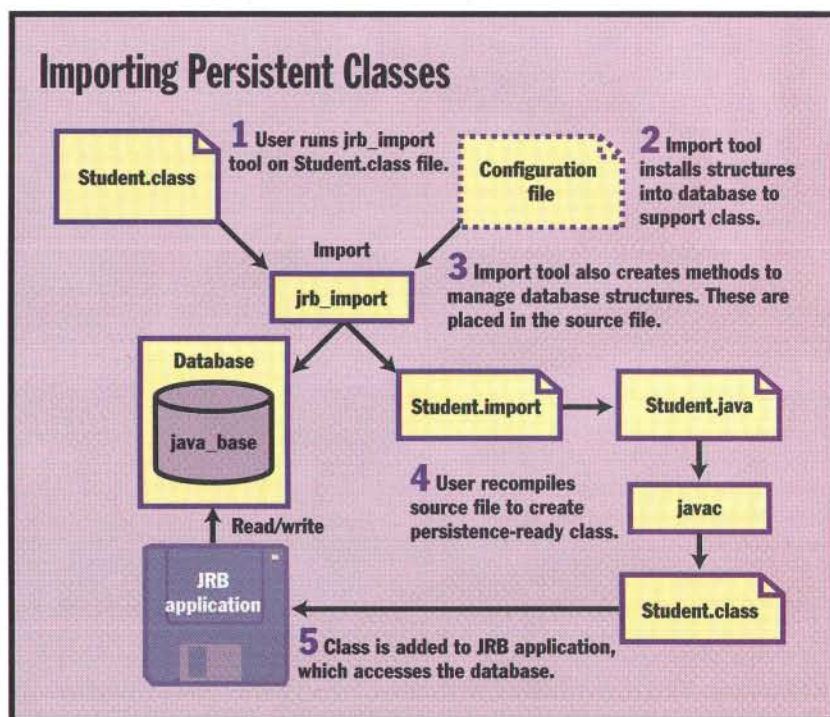 Importing Persistent Classes
Student.class
1 User runs jrb_import
tool on Student.class file.
Configuration
file
2 Import tool
installs structures
into database to
support class.
Import
jrb_import
3 Import tool also creates methods to
manage database structures. These are
placed in the source file.
Database
java_base
Student.import
Student.java
4 User recompiles
source file to create
persistence-ready class.
javac
Read/write
JRB
application
Student.class
5 Class is added to JRB application,
which accesses the database.